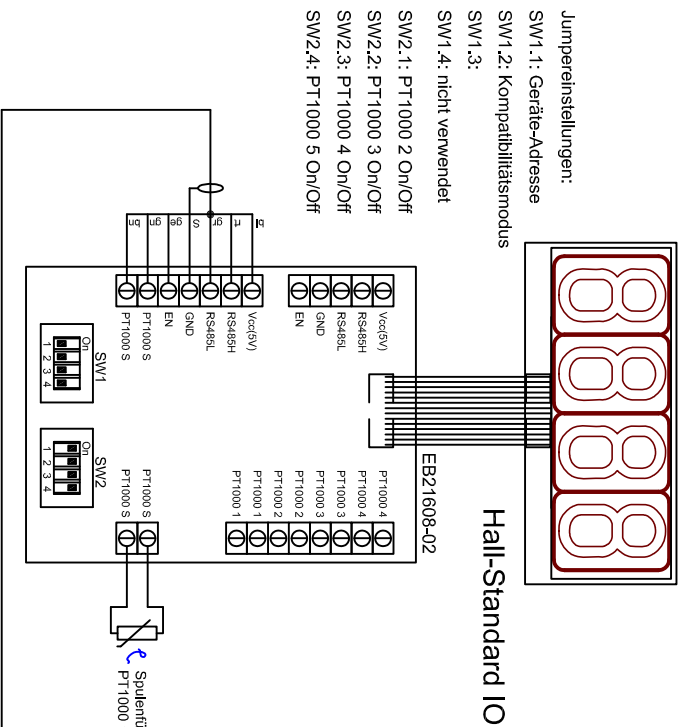 Jumpereinstellungen:
SW1.1: Geräte-Adresse
SW1.2: Kompatibilitätsmodus
SW1.3:
SW1.4: nicht verwendet
SW2.1: PT1000 2 On/Off
SW2.2: PT1000 3 On/Off
SW2.3: PT1000 4 On/Off
SW2.4: PT1000 5 On/Off
Hall-Standard IO
EB21608-02
Vcc(5V)
RS485H
RS485L
GND
EN
PT1000 4
PT1000 4
PT1000 3
PT1000 3
PT1000 2
PT1000 2
PT1000 1
PT1000 1
bl
rt
gr
S
ge
gn
bn
Vcc(5V)
RS485H
RS485L
GND
EN
PT1000 S
PT1000 S
SW1
On
1 2 3 4
SW2
On
1 2 3 4
PT1000 S
PT1000 S
Spulenfü
PT1000